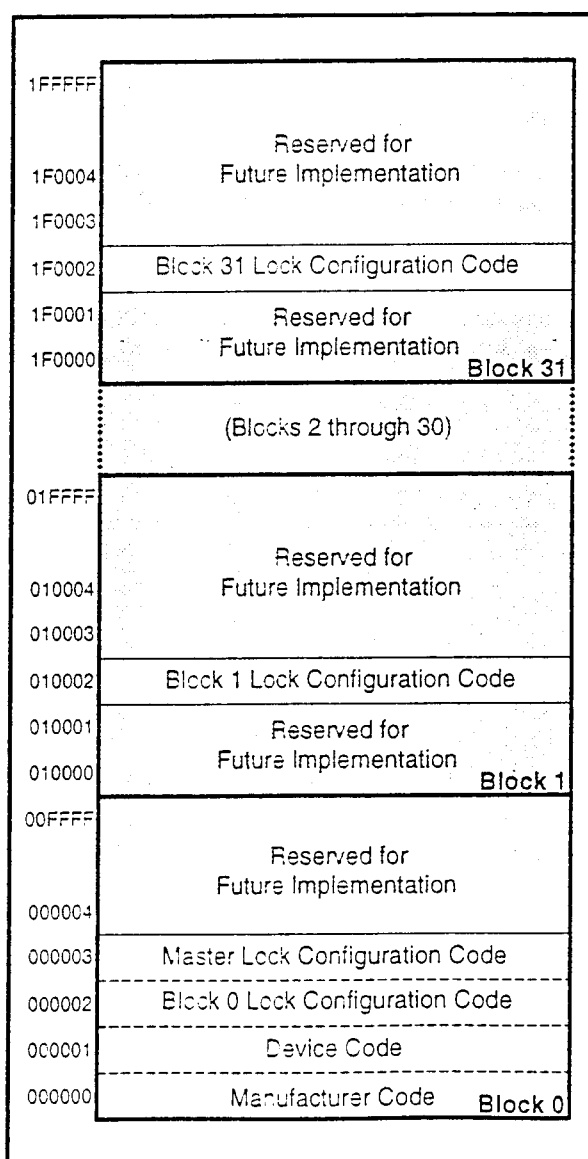 1FFFFF
Reserved for
Future Implementation
1F0004
1F0003
1F0002 Block 31 Lock Configuration Code
1F0001
Reserved for
Future Implementation
1F0000
Block 31
(Blocks 2 through 30)
01FFFF
Reserved for
Future Implementation
010004
010003
010002 Block 1 Lock Configuration Code
010001
Reserved for
Future Implementation
010000
Block 1
00FFFF
Reserved for
Future Implementation
000004
000003 Master Lock Configuration Code
000002 Block 0 Lock Configuration Code
000001 Device Code
000000 Manufacturer Code
Block 0